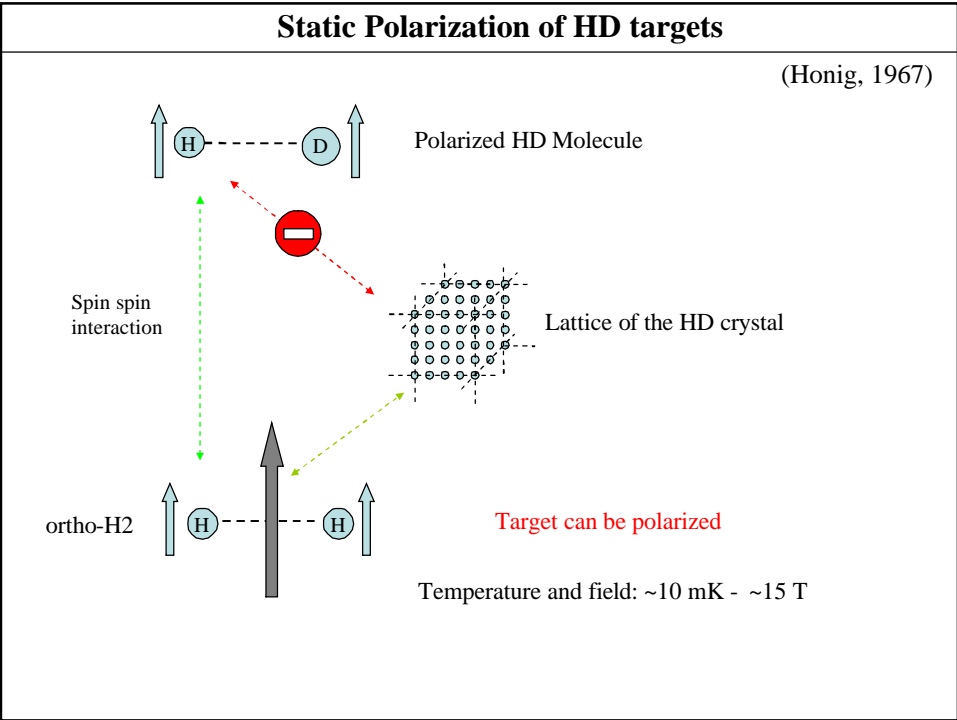 Static Polarization of HD targets
(Honig, 1967)
H
D
Polarized HD Molecule
Spin spin
interaction
Lattice of the HD crystal
ortho-H2
H
H
Target can be polarized
Temperature and field: ~10 mK - ~15 T